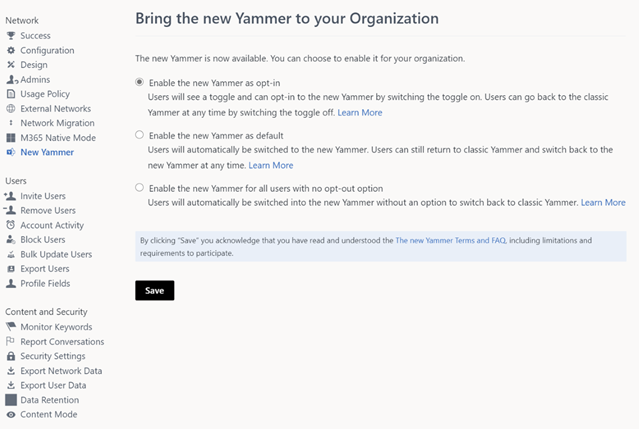 Network
Success
Configuration
Design
Admins
Usage Policy
External Networks
Network Migration
M365 Native Mode
New Yammer
Users
Invite Users
Remove Users
Account Activity
Block Users
Bulk Update Users
Export Users
Profile Fields
Content and Security
Monitor Keywords
Report Conversations
Security Settings
Export Network Data
Export User Data
Data Retention
Content Mode
Bring the new Yammer to your Organization
The new Yammer is now available. You can choose to enable it for your organization.
Enable the new Yammer as opt-in
Users will see a toggle and can opt-in to the new Yammer by switching the toggle on. Users can go back to the classic
Yammer at any time by switching the toggle off. Learn More
Enable the new Yammer as default
Users will automatically be switched to the new Yammer. Users can still return to classic Yammer and switch back to the
new Yammer at any time. Learn More
Enable the new Yammer for all users with no opt-out option
Users will automatically be switched into the new Yammer without an option to switch back to classic Yammer. Learn More
By clicking "Save" you acknowledge that you have read and understood the The new Yammer Terms and FAQ, including limitations and
requirements to participate.
Save